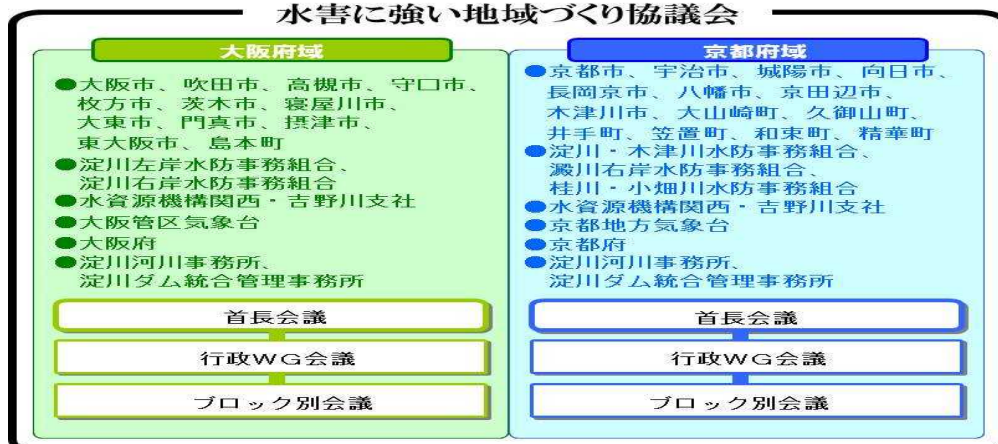 水害に強い地域づくり協議会
大阪府域
●大阪市、吹田市、高槻市、守口市、
枚方市、茨木市、寝屋川市、
大東市、門真市、摂津市、
東大阪市、島本町
●淀川左岸水防事務組合、
淀川右岸水防事務組合
●水資源機構関西・吉野川支社
●大阪管区気象台
●大阪府
●淀川河川事務所、
淀川ダム統合管理事務所
首長会議
行政WG会議
ブロック別会議
京都府域
●京都市、宇治市、城陽市、向日市、
長岡京市、八幡市、京田辺市、
木津川市、大山崎町、久御山町、
井手町、笠置町、和束町、精華町
●淀川・木津川水防事務組合、
澱川右岸水防事務組合、
桂川・小畑川水防事務組合
●水資源機構関西・吉野川支社
●京都地方気象台
●京都府
●淀川河川事務所、
淀川ダム統合管理事務所
首長会議
行政WG会議
ブロック別会議